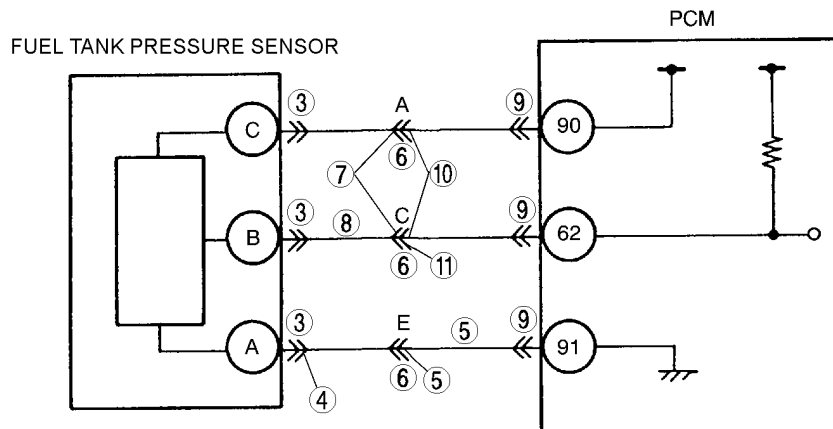 PCM
FUEL TANK PRESSURE SENSOR
C ③ A ⑨ 90
⑥
⑦ ⑩
B ③ ⑧ C ⑨ 62
⑥ ⑪
A ③ E ⑤ ⑨ 91
⑥ ⑤
④